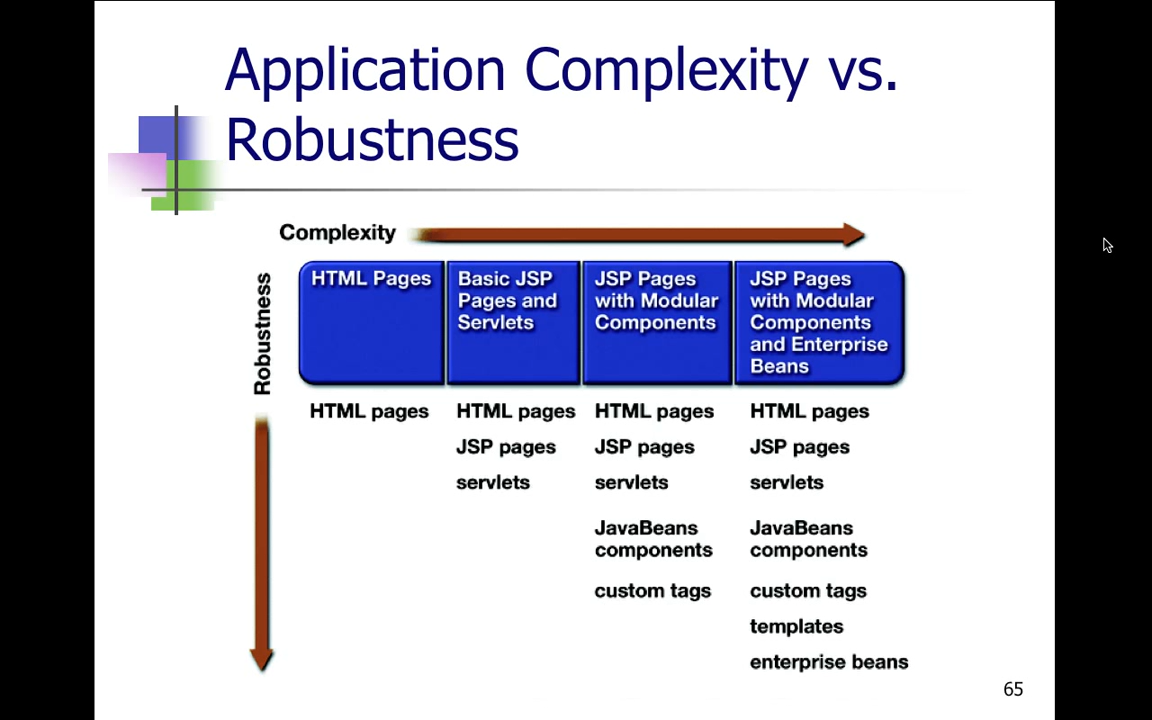 Application Complexity vs.
Robustness
Complexity
Robustness
HTML Pages
Basic JSP
Pages and
Servlets
JSP Pages
with Modular
Components
JSP Pages
with Modular
Components
and Enterprise
Beans
HTML pages
HTML pages
JSP pages
servlets
HTML pages
JSP pages
servlets
JavaBeans
components
custom tags
HTML pages
JSP pages
servlets
JavaBeans
components
custom tags
templates
enterprise beans
65